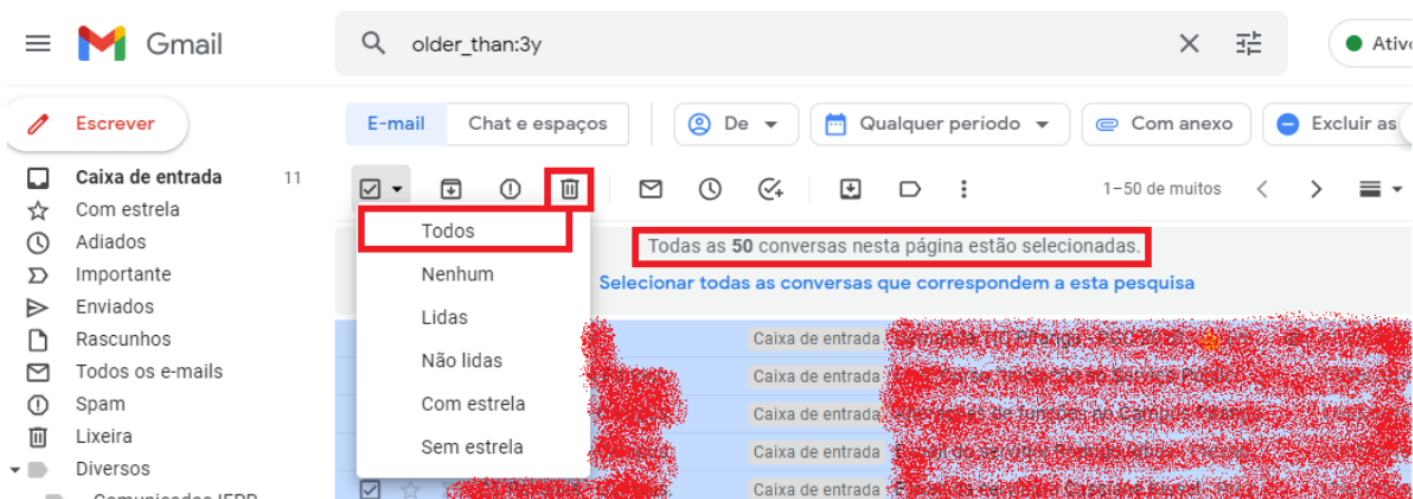 Gmail
older_than:3y
Ativo
Escrever
E-mail
Chat e espaços
De
Qualquer período
Com anexo
Excluir as
Caixa de entrada 11
Com estrela
Adiados
Importante
Enviados
Rascunhos
Todos os e-mails
Spam
Lixeira
Diversos
Comunicados IFPR
1–50 de muitos
Todos
Nenhum
Lidas
Não lidas
Com estrela
Sem estrela
Todas as 50 conversas nesta página estão selecionadas.
Selecionar todas as conversas que correspondem a esta pesquisa
Caixa de entrada
Caixa de entrada
Caixa de entrada
Caixa de entrada
Caixa de entrada